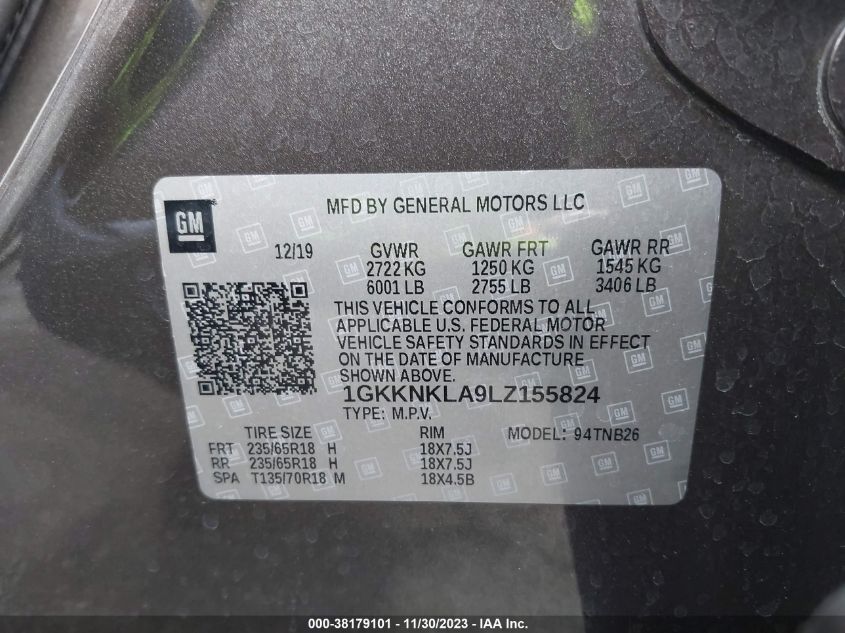 GM
MFD BY GENERAL MOTORS LLC
12/19 GVWR GAWR FRT GAWR RR
2722 KG 1250 KG 1545 KG
6001 LB 2755 LB 3406 LB
THIS VEHICLE CONFORMS TO ALL
APPLICABLE U.S. FEDERAL MOTOR
VEHICLE SAFETY STANDARDS IN EFFECT
ON THE DATE OF MANUFACTURE
SHOWN ABOVE.
1GKKNKLA9LZ155824
TYPE: M.P.V.
TIRE SIZE RIM MODEL: 94TNB26
FRT 235/65R18 H 18X7.5J
RR 235/65R18 H 18X7.5J
SPA T135/70R18 M 18X4.5B
000-38179101 - 11/30/2023 - IAA Inc.